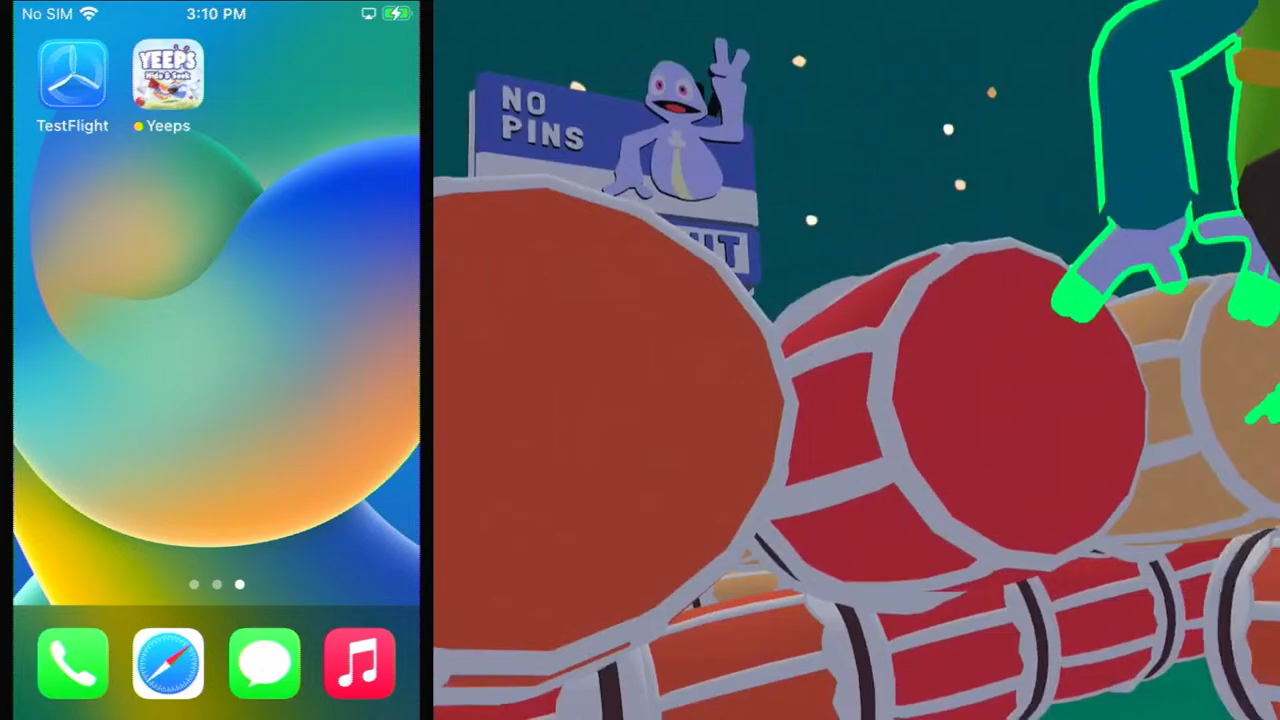 No SIM
3:10 PM
YEEPS
Hide & Seek
TestFlight
Yeeps
NO
PINS